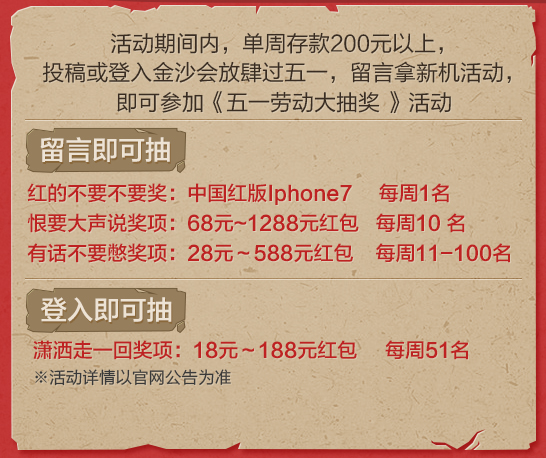 活动期间内，单周存款200元以上，
投稿或登入金沙会放肆过五一，留言拿新机活动，
即可参加《五一劳动大抽奖 》活动
留言即可抽
红的不要不要奖：中国红版Iphone7 每周1名
恨要大声说奖项：68元~1288元红包 每周10 名
有话不要憋奖项：28元～588元红包 每周11-100名
登入即可抽
潇洒走一回奖项：18元～188元红包 每周51名
※活动详情以官网公告为准